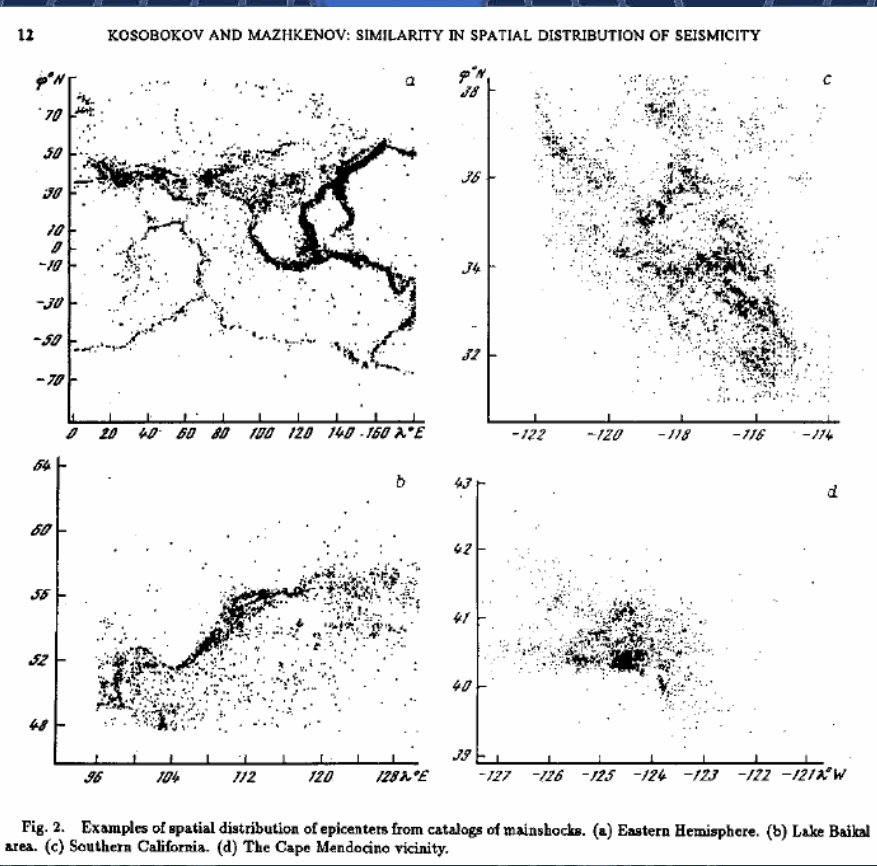 12 KOSOBOKOV AND MAZHKENOV: SIMILARITY IN SPATIAL DISTRIBUTION OF SEISMICITY
φ°N
a
70
50
30
10
0
-10
-30
-50
-70
0 20 40 60 80 100 120 140 160 λ°E
φ°N
c
38
36
34
32
-122 -120 -118 -116 -114
b
64
60
56
52
48
96 104 112 120 128 λ°E
d
43
42
41
40
39
-127 -126 -125 -124 -123 -122 -121 λ°W
Fig. 2. Examples of spatial distribution of epicenters from catalogs of mainshocks. (a) Eastern Hemisphere. (b) Lake Baikal
area. (c) Southern California. (d) The Cape Mendocino vicinity.